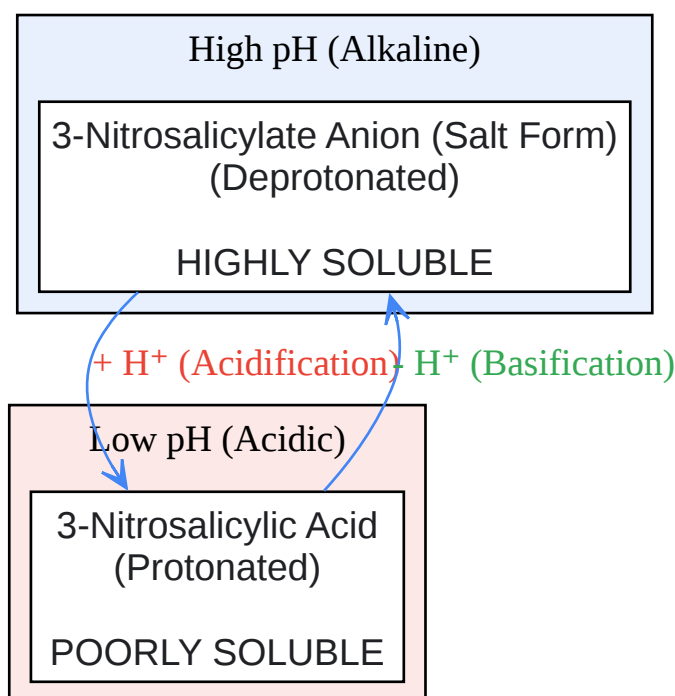 High pH (Alkaline)
3-Nitrosalicylate Anion (Salt Form)
(Deprotonated)
HIGHLY SOLUBLE
+ H⁺ (Acidification)
- H⁺ (Basification)
Low pH (Acidic)
3-Nitrosalicylic Acid
(Protonated)
POORLY SOLUBLE